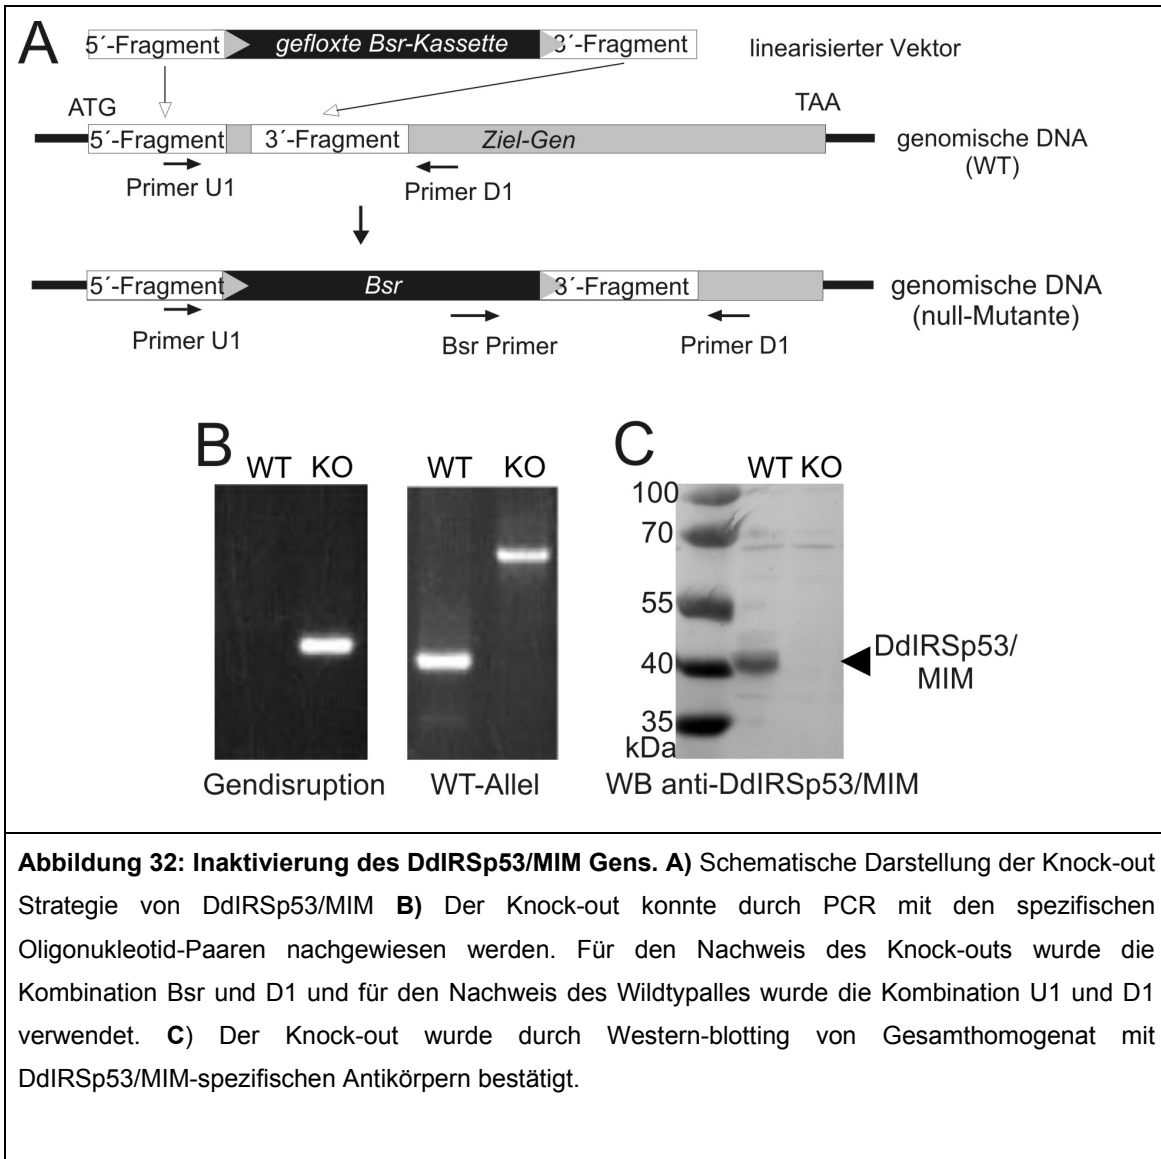 A
5´-Fragment gefloxte Bsr-Kassette 3´-Fragment linearisierter Vektor
ATG TAA
5´-Fragment 3´-Fragment Ziel-Gen genomische DNA
(WT)
Primer U1 Primer D1
5´-Fragment Bsr 3´-Fragment genomische DNA
(null-Mutante)
Primer U1 Bsr Primer Primer D1
B
WT KO
WT KO
Gendisruption WT-Allel
C
WT KO
100
70
55
40
35
kDa
DdIRSp53/
MIM
WB anti-DdIRSp53/MIM
Abbildung 32: Inaktivierung des DdIRSp53/MIM Gens. A) Schematische Darstellung der Knock-out
Strategie von DdIRSp53/MIM B) Der Knock-out konnte durch PCR mit den spezifischen
Oligonukleotid-Paaren nachgewiesen werden. Für den Nachweis des Knock-outs wurde die
Kombination Bsr und D1 und für den Nachweis des Wildtypalles wurde die Kombination U1 und D1
verwendet. C) Der Knock-out wurde durch Western-blotting von Gesamthomogenat mit
DdIRSp53/MIM-spezifischen Antikörpern bestätigt.